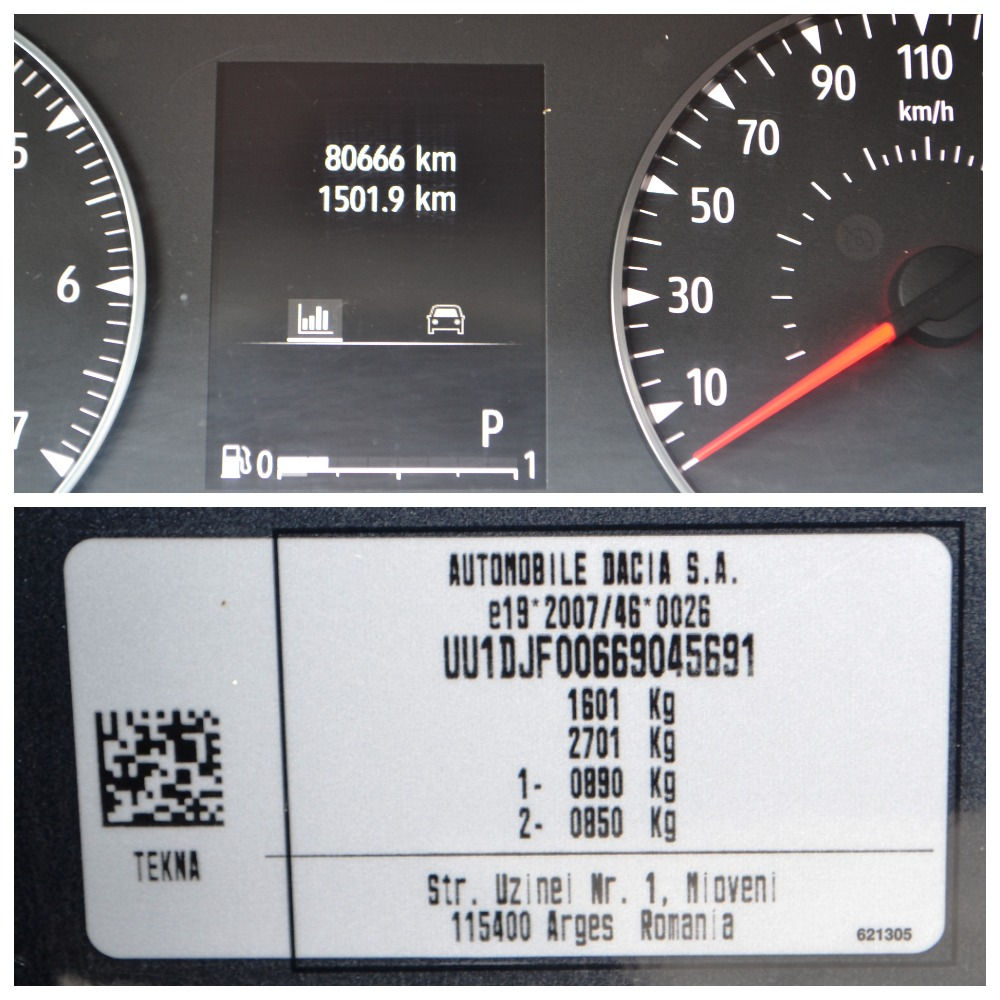 5
6
7
80666 km
1501.9 km
P
0 1
110
90
km/h
70
50
30
10
AUTOMOBILE DACIA S.A.
e19*2007/46*0026
UU1DJF00669045691
1601 Kg
2701 Kg
1- 0890 Kg
2- 0850 Kg
TEKNA
Str. Uzinei Nr. 1, Mioveni
115400 Arges Romania
621305